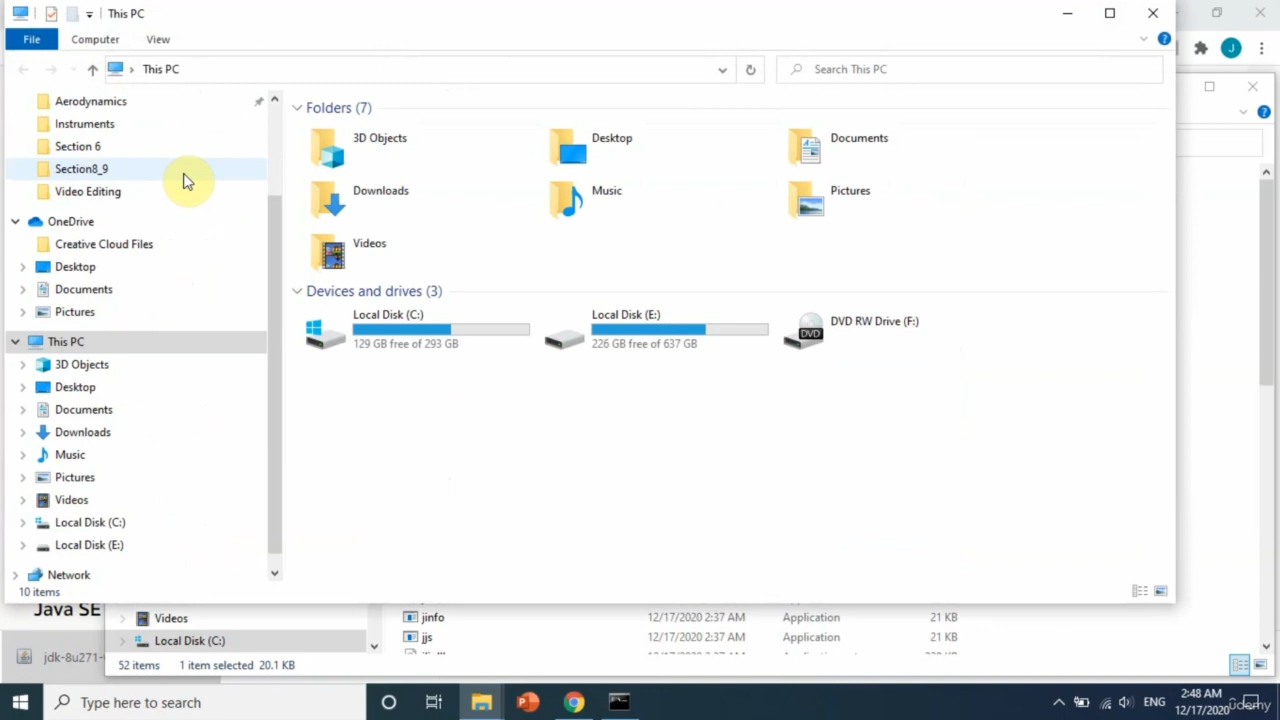 This PC
File
Computer
View
This PC
Search This PC
J
Aerodynamics
Instruments
Section 6
Section8_9
Video Editing
OneDrive
Creative Cloud Files
Desktop
Documents
Pictures
This PC
3D Objects
Desktop
Documents
Downloads
Music
Pictures
Videos
Local Disk (C:)
Local Disk (E:)
Network
10 items
Folders (7)
3D Objects
Desktop
Documents
Downloads
Music
Pictures
Videos
Devices and drives (3)
Local Disk (C:)
129 GB free of 293 GB
Local Disk (E:)
226 GB free of 637 GB
DVD
DVD RW Drive (F:)
Java SE
jdk-8u271-
Videos
Local Disk (C:)
jinfo 12/17/2020 2:37 AM Application 21 KB
jjs 12/17/2020 2:37 AM Application 21 KB
52 items 1 item selected 20.1 KB
Type here to search
ENG
2:48 AM
12/17/2020
udemy